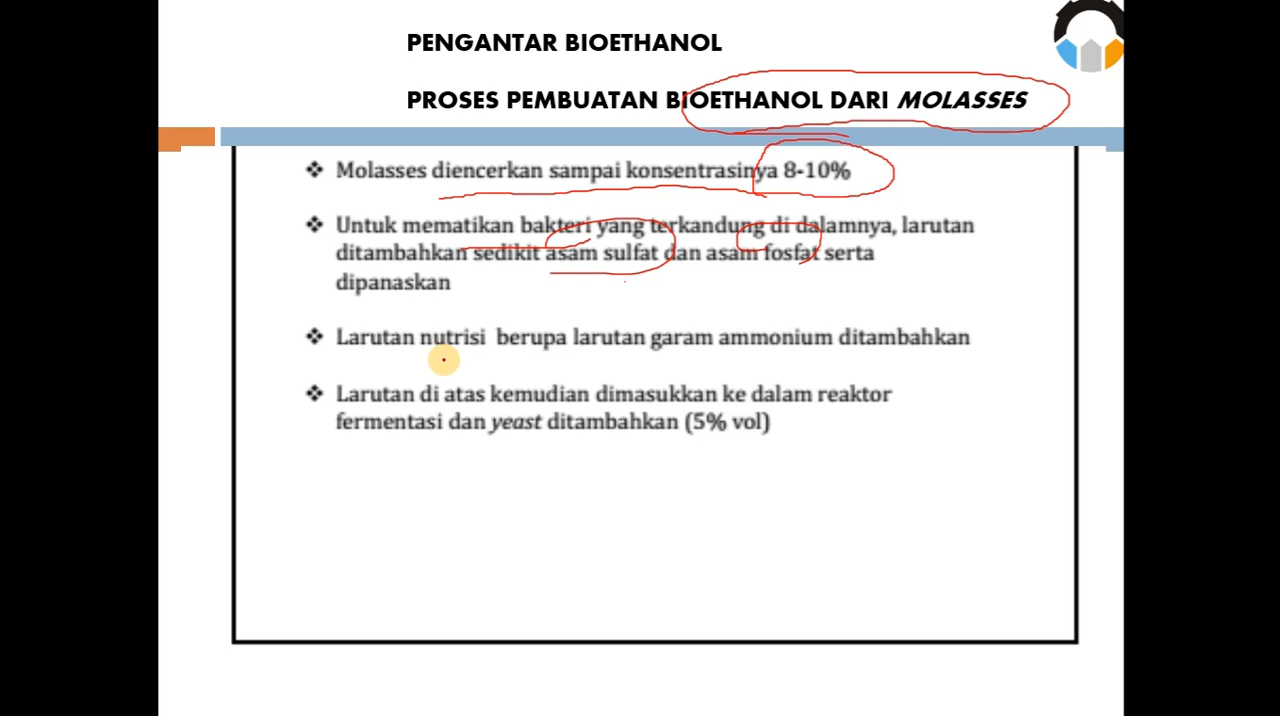 PENGANTAR BIOETHANOL
PROSES PEMBUATAN BIOETHANOL DARI MOLASSES
❖ Molasses diencerkan sampai konsentrasinya 8-10%
❖ Untuk mematikan bakteri yang terkandung di dalamnya, larutan
ditambahkan sedikit asam sulfat dan asam fosfat serta
dipanaskan
❖ Larutan nutrisi berupa larutan garam ammonium ditambahkan
❖ Larutan di atas kemudian dimasukkan ke dalam reaktor
fermentasi dan yeast ditambahkan (5% vol)